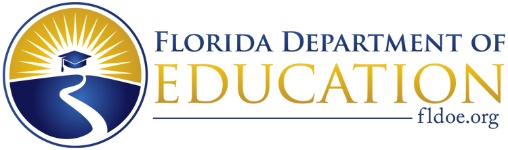 FLORIDA DEPARTMENT OF
EDUCATION
fldoe.org